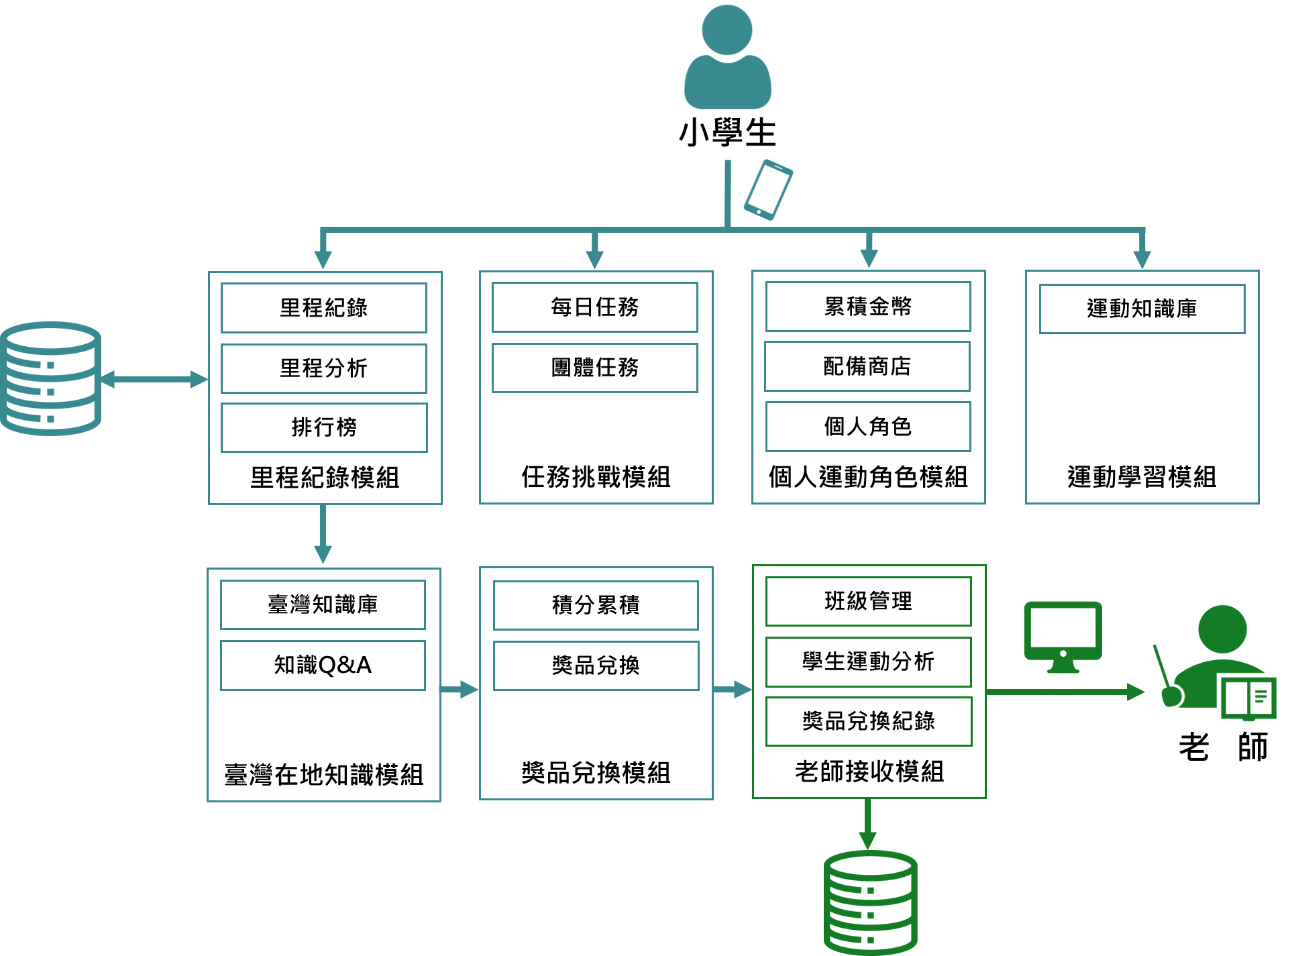 小學生
里程紀錄
里程分析
排行榜
里程紀錄模組
每日任務
團體任務
任務挑戰模組
累積金幣
配備商店
個人角色
個人運動角色模組
運動知識庫
運動學習模組
臺灣知識庫
知識Q&A
臺灣在地知識模組
積分累積
獎品兌換
獎品兌換模組
班級管理
學生運動分析
獎品兌換紀錄
老師接收模組
老 師